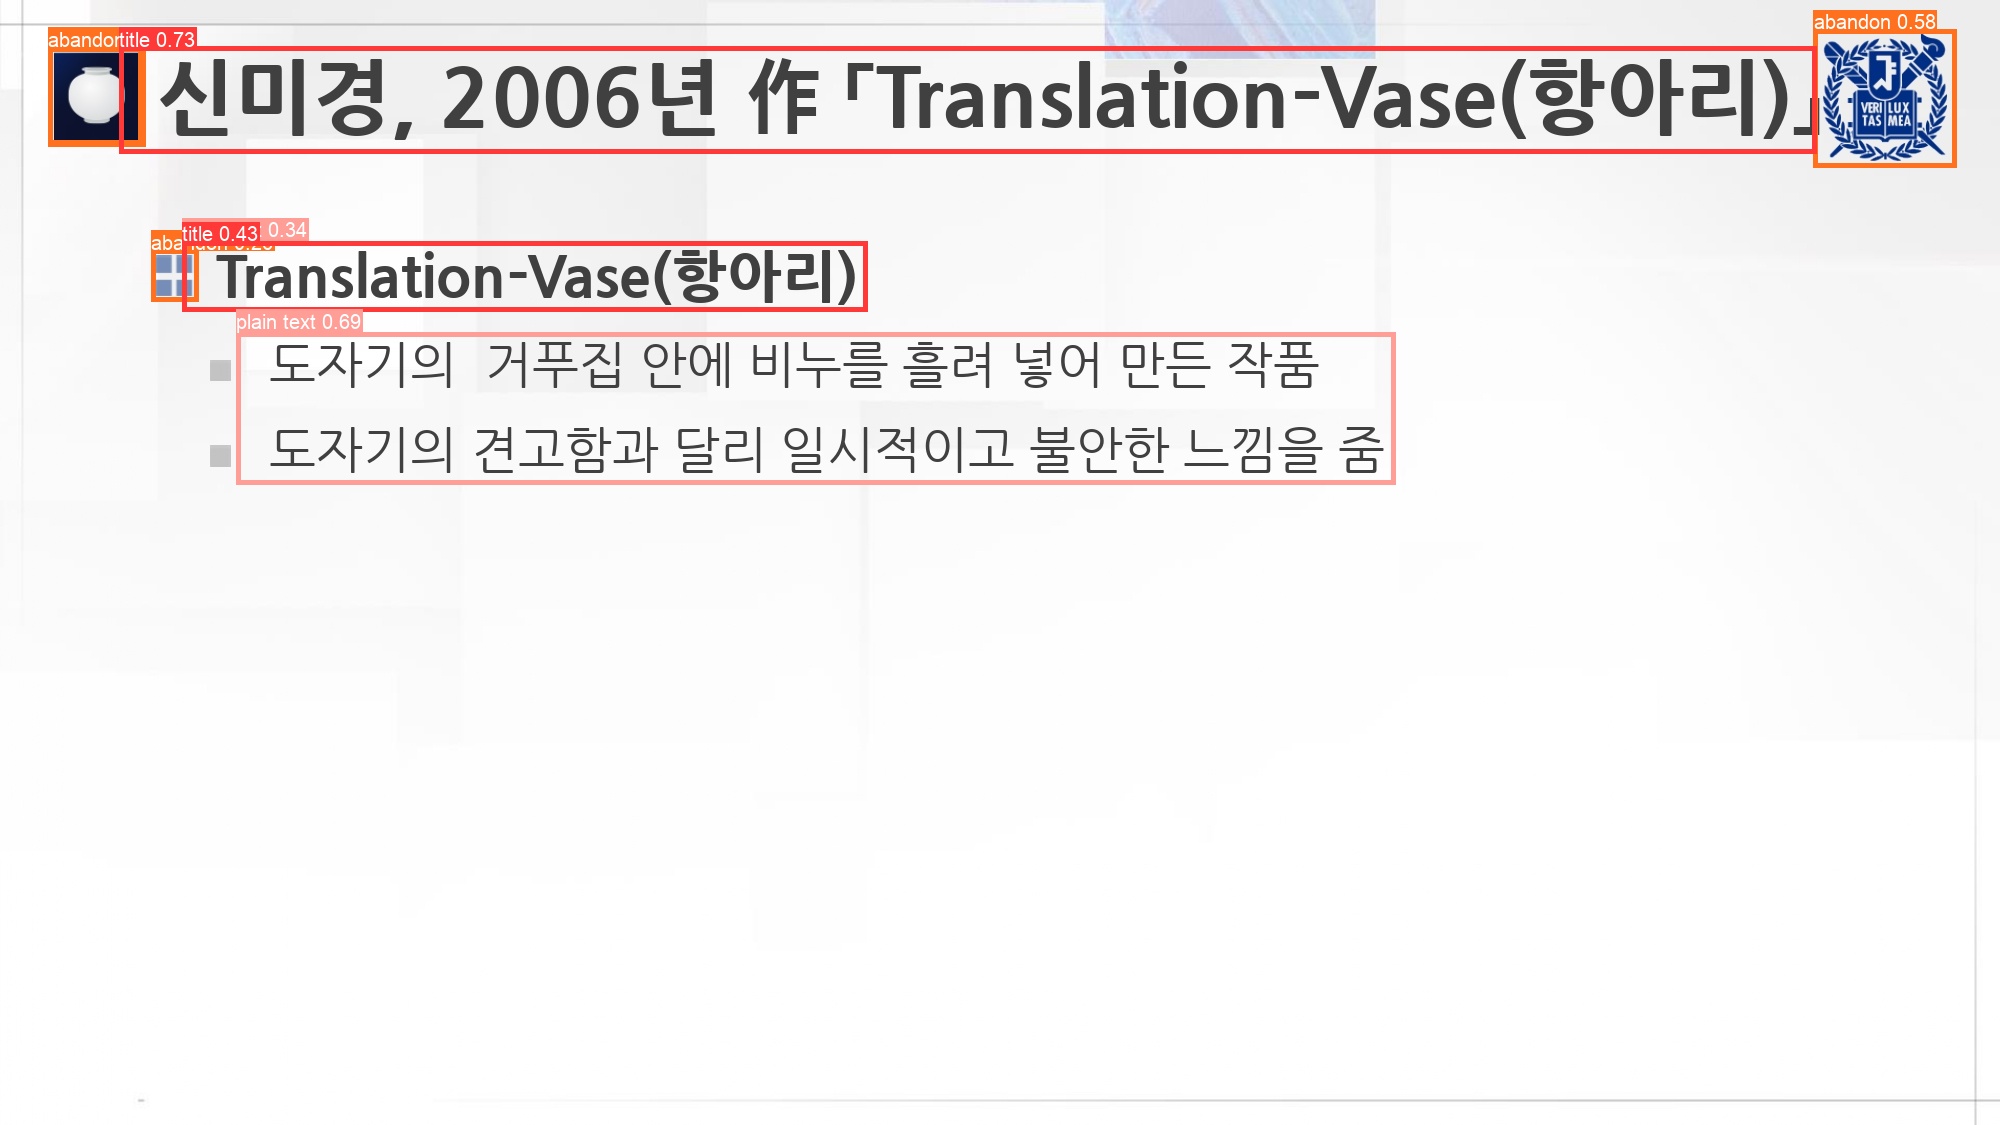 abandon title 0.73
abandon 0.58
신미경, 2006년 作 「Translation-Vase(항아리)」
VERI LUX
TAS MEA
title 0.43 0.34
Translation-Vase(항아리)
plain text 0.69
도자기의 거푸집 안에 비누를 흘려 넣어 만든 작품
도자기의 견고함과 달리 일시적이고 불안한 느낌을 줌